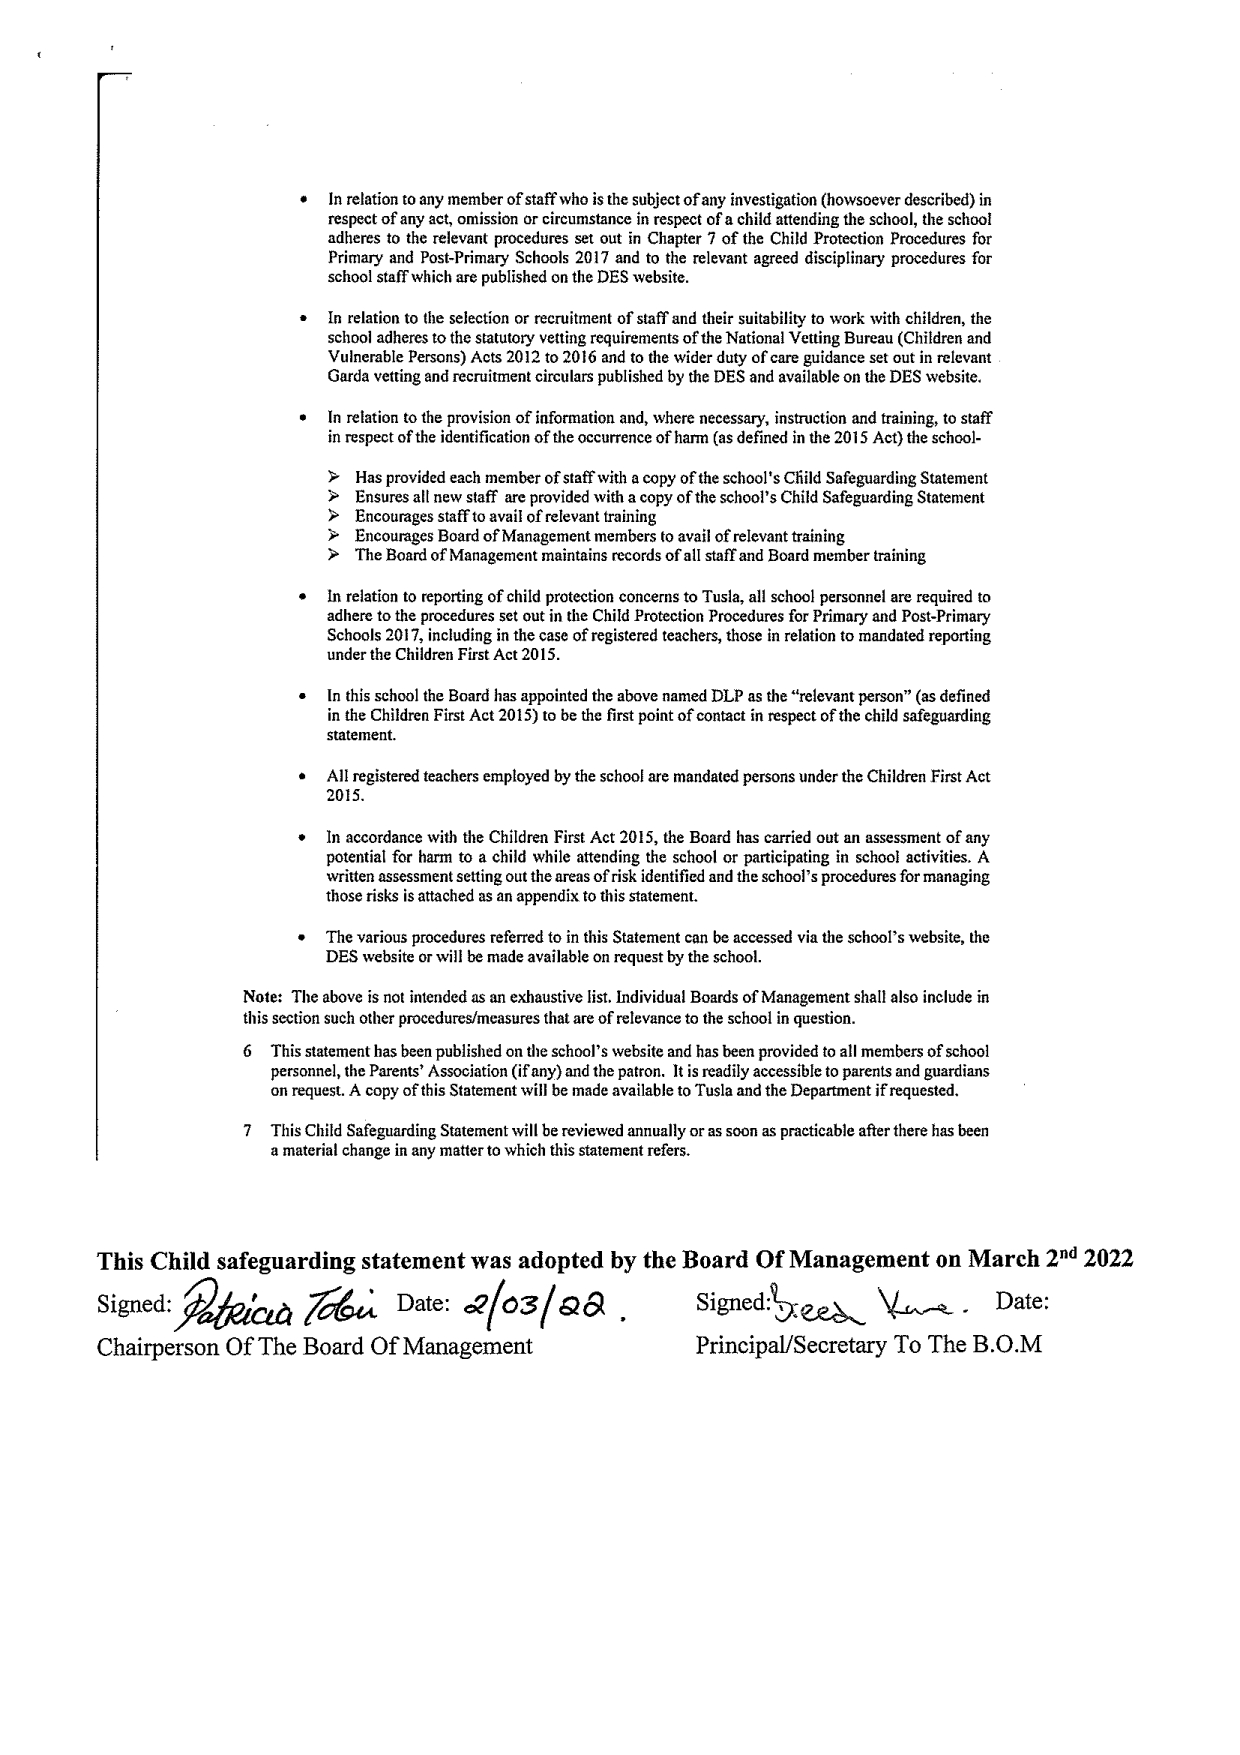 • In relation to any member of staff who is the subject of any investigation (howsoever described) in
respect of any act, omission or circumstance in respect of a child attending the school, the school
adheres to the relevant procedures set out in Chapter 7 of the Child Protection Procedures for
Primary and Post-Primary Schools 2017 and to the relevant agreed disciplinary procedures for
school staff which are published on the DES website.
• In relation to the selection or recruitment of staff and their suitability to work with children, the
school adheres to the statutory vetting requirements of the National Vetting Bureau (Children and
Vulnerable Persons) Acts 2012 to 2016 and to the wider duty of care guidance set out in relevant
Garda vetting and recruitment circulars published by the DES and available on the DES website.
• In relation to the provision of information and, where necessary, instruction and training, to staff
in respect of the identification of the occurrence of harm (as defined in the 2015 Act) the school-
➢ Has provided each member of staff with a copy of the school's Child Safeguarding Statement
➢ Ensures all new staff are provided with a copy of the school's Child Safeguarding Statement
➢ Encourages staff to avail of relevant training
➢ Encourages Board of Management members to avail of relevant training
➢ The Board of Management maintains records of all staff and Board member training
• In relation to reporting of child protection concerns to Tusla, all school personnel are required to
adhere to the procedures set out in the Child Protection Procedures for Primary and Post-Primary
Schools 2017, including in the case of registered teachers, those in relation to mandated reporting
under the Children First Act 2015.
• In this school the Board has appointed the above named DLP as the “relevant person” (as defined
in the Children First Act 2015) to be the first point of contact in respect of the child safeguarding
statement.
• All registered teachers employed by the school are mandated persons under the Children First Act
2015.
• In accordance with the Children First Act 2015, the Board has carried out an assessment of any
potential for harm to a child while attending the school or participating in school activities. A
written assessment setting out the areas of risk identified and the school's procedures for managing
those risks is attached as an appendix to this statement.
• The various procedures referred to in this Statement can be accessed via the school's website, the
DES website or will be made available on request by the school.
Note: The above is not intended as an exhaustive list. Individual Boards of Management shall also include in
this section such other procedures/measures that are of relevance to the school in question.
6 This statement has been published on the school's website and has been provided to all members of school
personnel, the Parents' Association (if any) and the patron. It is readily accessible to parents and guardians
on request. A copy of this Statement will be made available to Tusla and the Department if requested.
7 This Child Safeguarding Statement will be reviewed annually or as soon as practicable after there has been
a material change in any matter to which this statement refers.
This Child safeguarding statement was adopted by the Board Of Management on March 2nd 2022
Signed: Patricia Tobin Date: 2/03/22. Signed: Date:
Chairperson Of The Board Of Management Principal/Secretary To The B.O.M